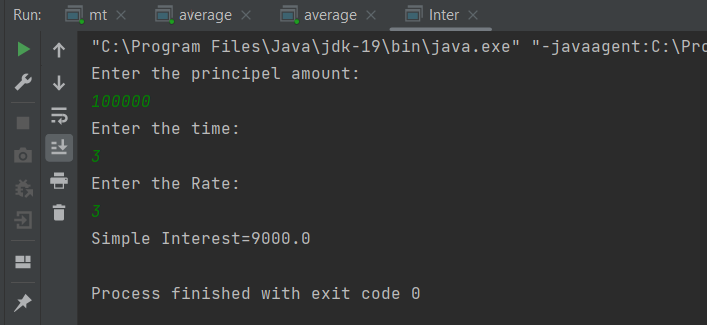 Run: mt average average Inter
"C:\Program Files\Java\jdk-19\bin\java.exe" "-javaagent:C:\Pro
Enter the principel amount:
100000
Enter the time:
3
Enter the Rate:
3
Simple Interest=9000.0
Process finished with exit code 0